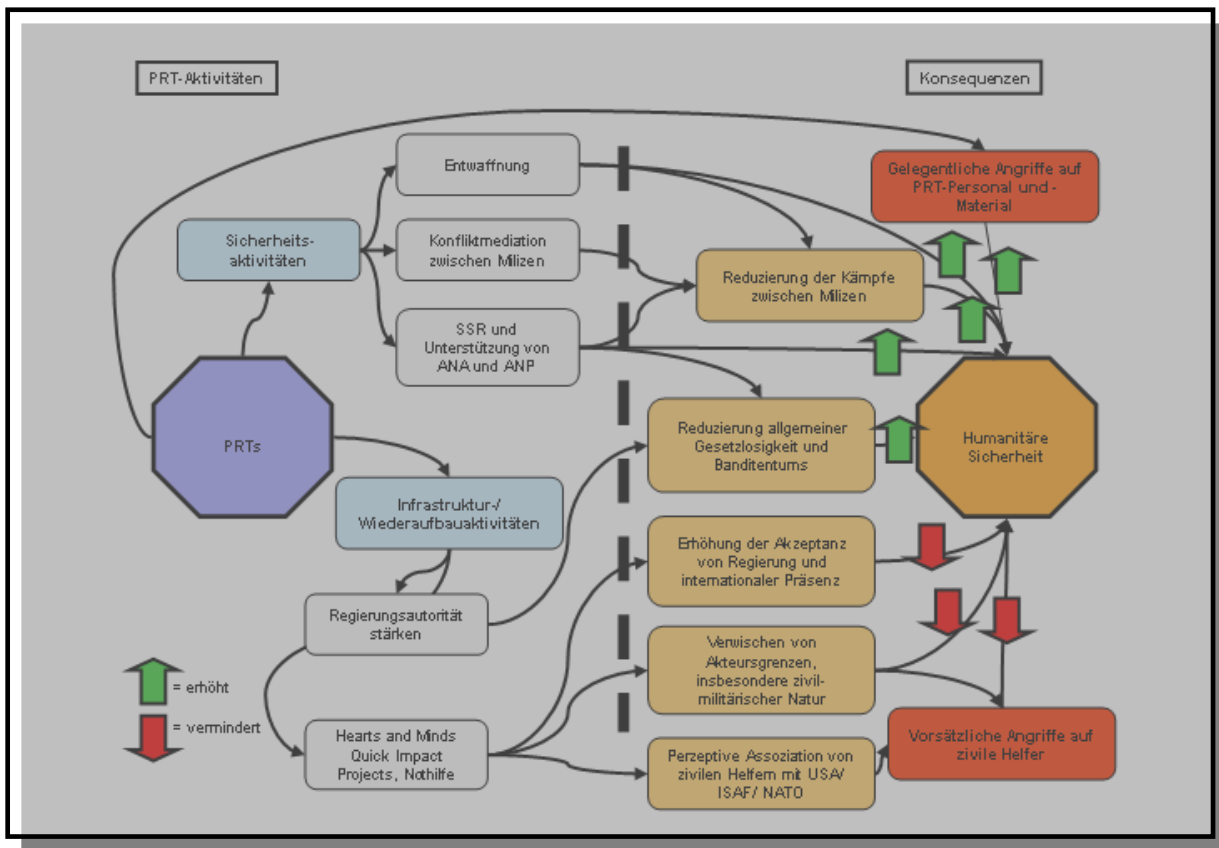 PRT-Aktivitäten
Konsequenzen
Entwaffnung
Gelegentliche Angriffe auf
PRT-Personal und -
Material
Sicherheits-
aktivitäten
Konfliktmediation
zwischen Milizen
Reduzierung der Kämpfe
zwischen Milizen
SSR und
Unterstützung von
ANA und ANP
PRTs
Reduzierung allgemeiner
Gesetzlosigkeit und
Banditentums
Humanitäre
Sicherheit
Infrastruktur-/
Wiederaufbauaktivitäten
Erhöhung der Akzeptanz
von Regierung und
internationaler Präsenz
Regierungsautorität
stärken
Verwischen von
Akteursgrenzen,
insbesondere zivil-
militärischer Natur
= erhöht
= vermindert
Hearts and Minds
Quick Impact
Projects, Nothilfe
Perzeptive Assoziation von
zivilen Helfern mit USA/
ISAF/ NATO
Vorsätzliche Angriffe auf
zivile Helfer